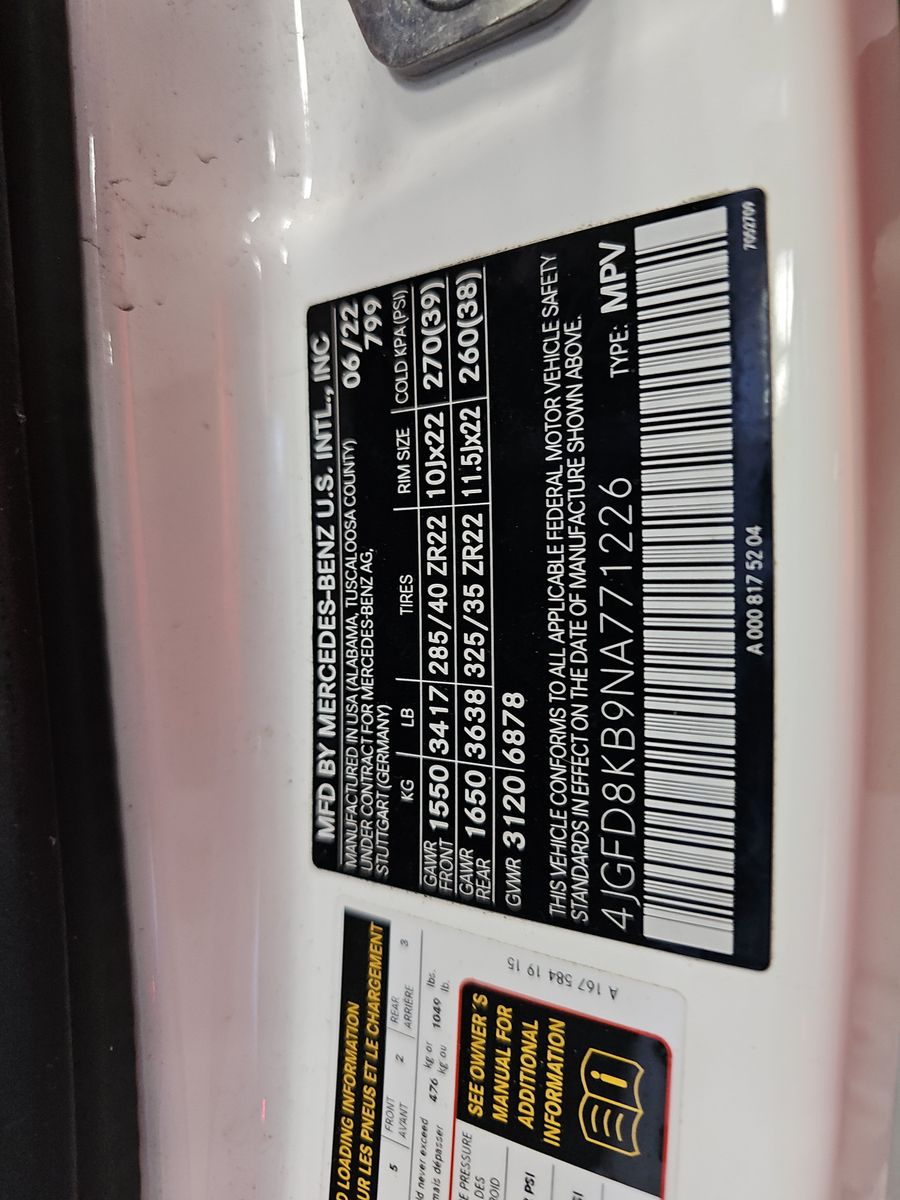 MFD BY MERCEDES-BENZ U.S. INTL., INC
MANUFACTURED IN USA (ALABAMA, TUSCALOOSA COUNTY) 06/22
UNDER CONTRACT FOR MERCEDES-BENZ AG, 799
STUTTGART (GERMANY)
KG LB TIRES RIM SIZE COLD KPA (PSI)
GAWR FRONT 1550 3417 285/40 ZR22 10Jx22 270(39)
GAWR REAR 1650 3638 325/35 ZR22 11.5Jx22 260(38)
GVWR 3120 6878
THIS VEHICLE CONFORMS TO ALL APPLICABLE FEDERAL MOTOR VEHICLE SAFETY
STANDARDS IN EFFECT ON THE DATE OF MANUFACTURE SHOWN ABOVE.
4JGFD8KB9NA771226 TYPE: MPV
A 000 817 52 04
7052709
LOADING INFORMATION
LES PNEUS ET LE CHARGEMENT
5 FRONT 2 REAR 3
AVANT ARRIÈRE
never exceed 476 kg or 1049 lbs.
dépasser kg ou lb.
A 167 584 19 15
PRESSURE
DES
PSI
SEE OWNER'S
MANUAL FOR
ADDITIONAL
INFORMATION